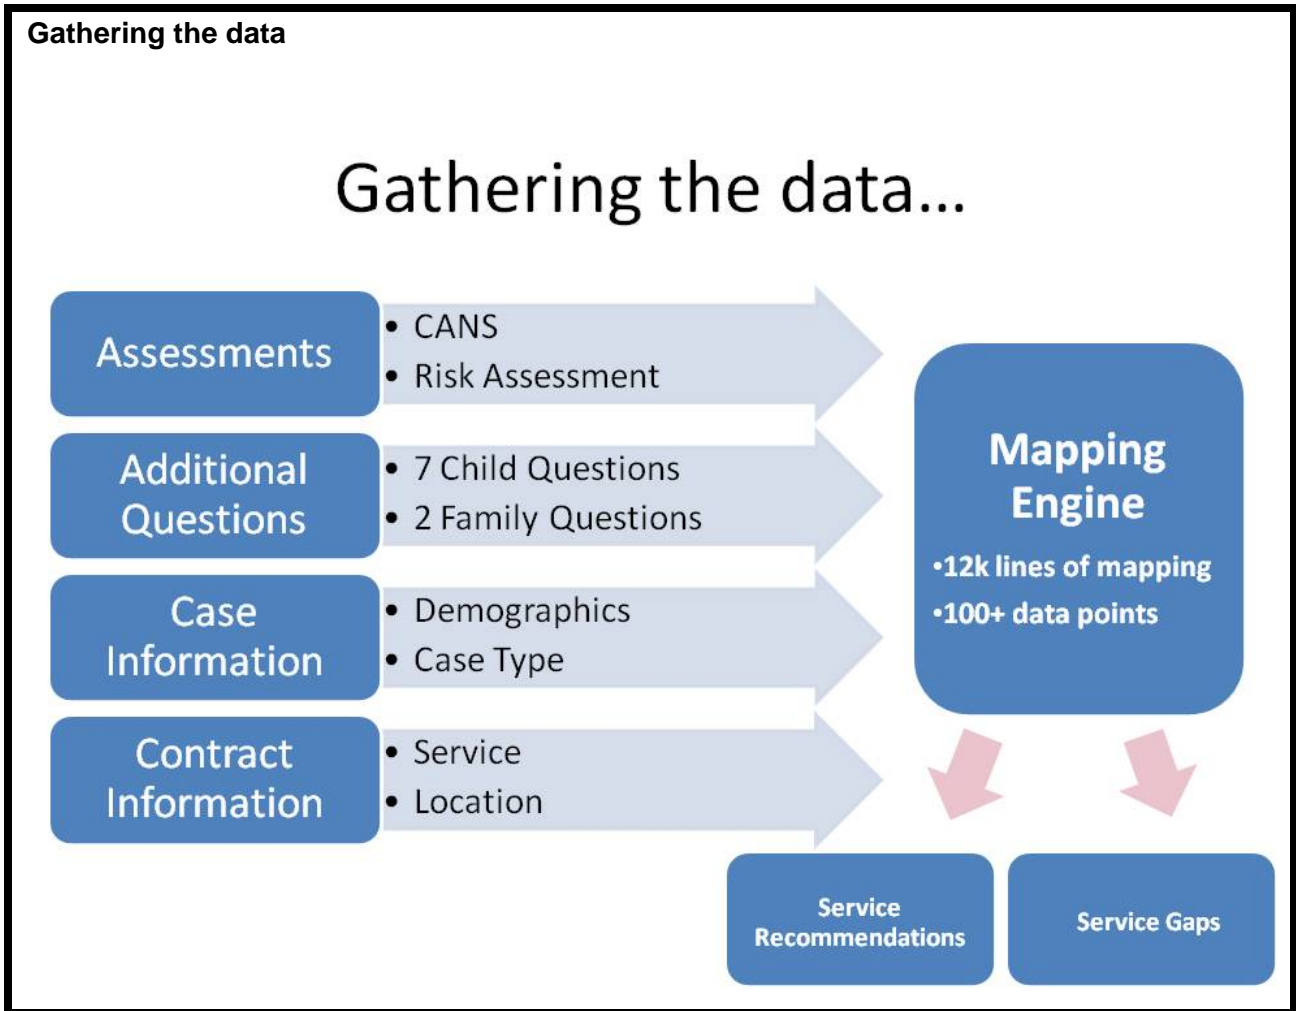 Gathering the data
Gathering the data...
Assessments
• CANS
• Risk Assessment
Additional
Questions
• 7 Child Questions
• 2 Family Questions
Case
Information
• Demographics
• Case Type
Contract
Information
• Service
• Location
Mapping
Engine
•12k lines of mapping
•100+ data points
Service
Recommendations
Service Gaps